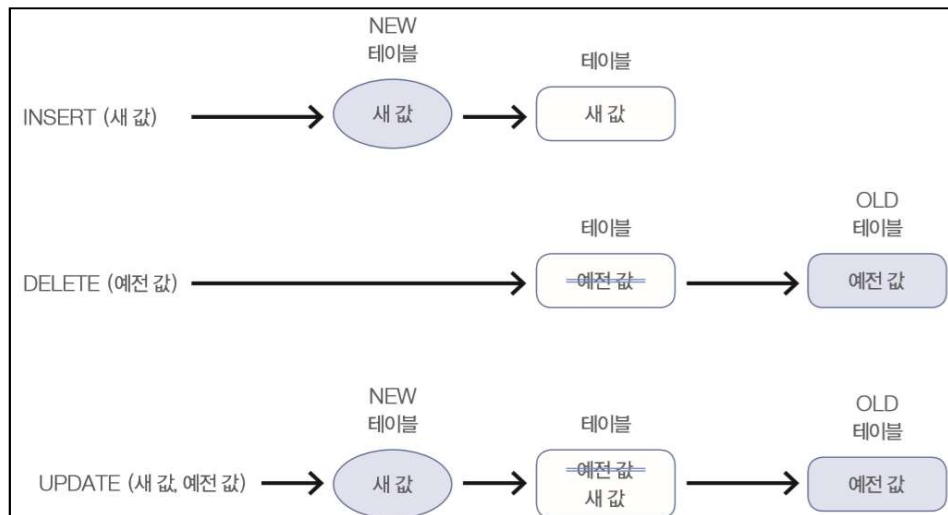 NEW
테이블
테이블
INSERT (새 값)
새 값
새 값
OLD
테이블
테이블
DELETE (예전 값)
예전 값
예전 값
NEW
테이블
테이블
OLD
테이블
UPDATE (새 값, 예전 값)
새 값
예전 값
새 값
예전 값